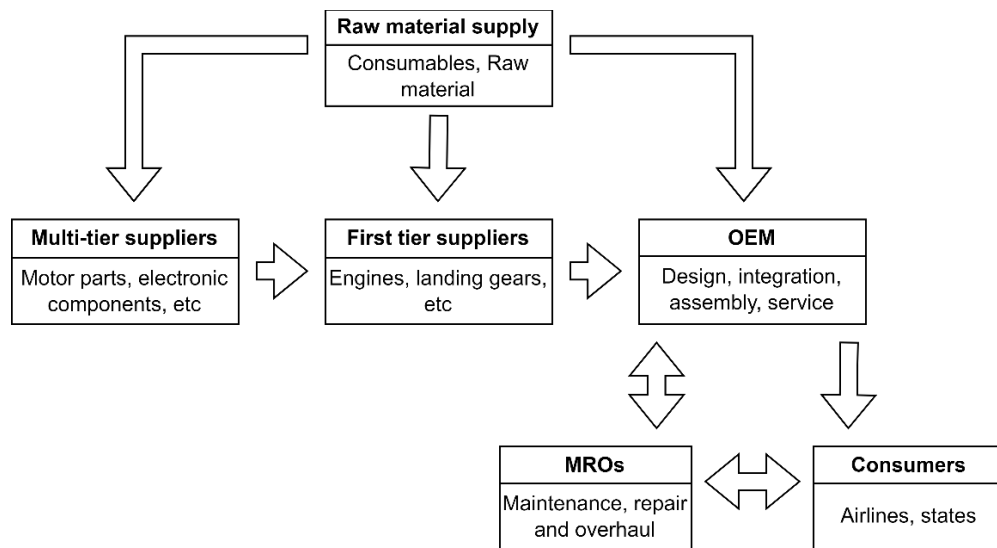 Raw material supply
Consumables, Raw
material
Multi-tier suppliers
Motor parts, electronic
components, etc
First tier suppliers
Engines, landing gears,
etc
OEM
Design, integration,
assembly, service
MROs
Maintenance, repair
and overhaul
Consumers
Airlines, states